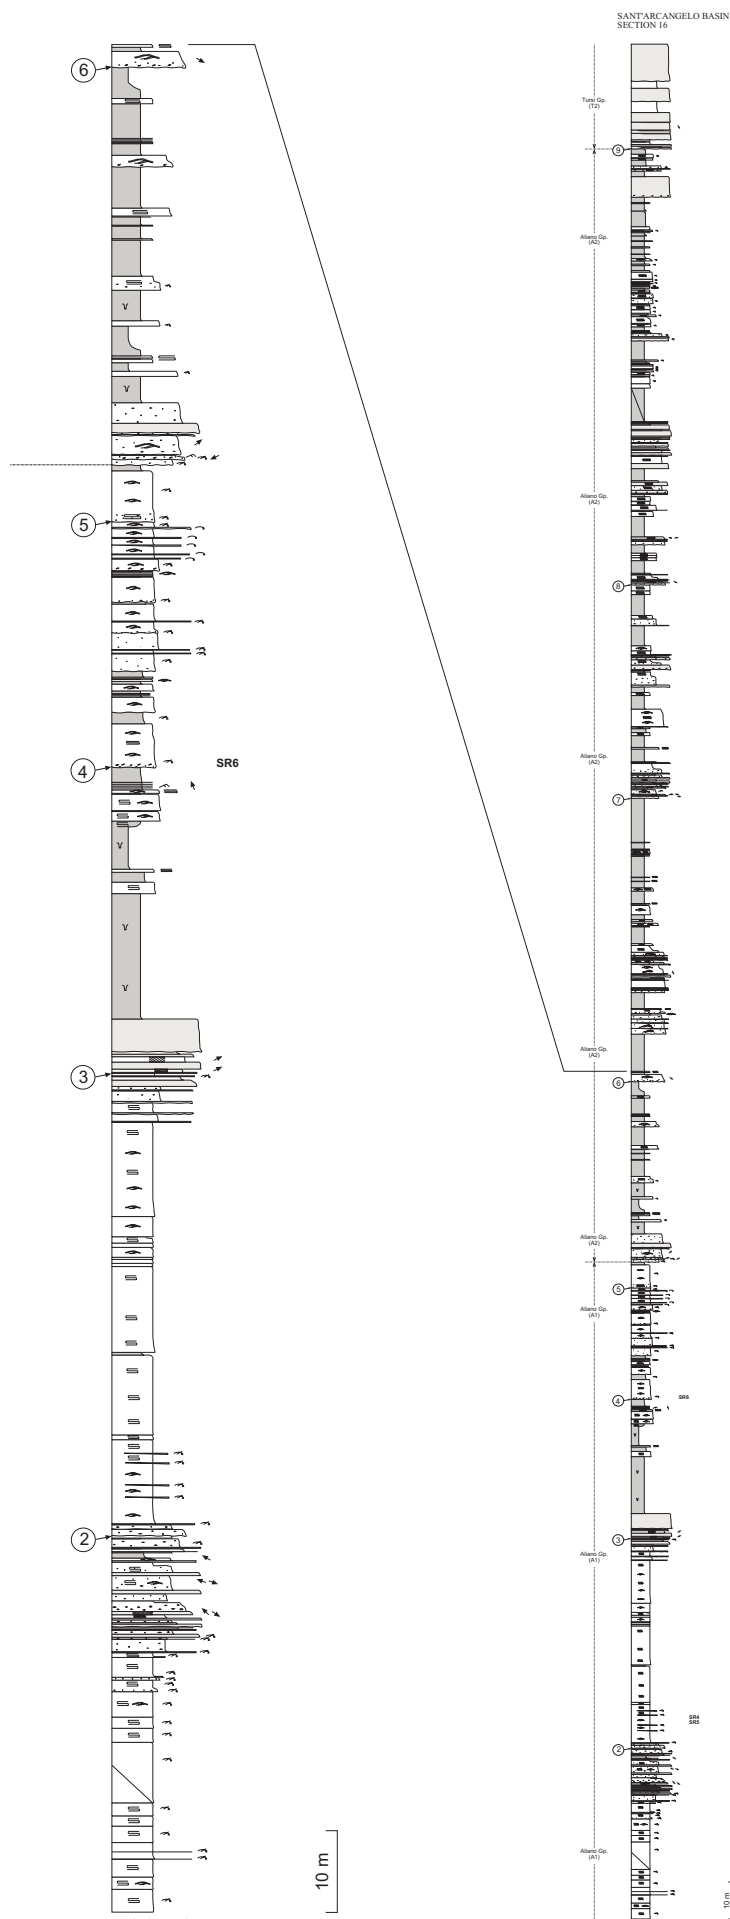 SANT'ARCANGELO BASIN
SECTION 16
6
5
4
SR6
3
2
10 m
Tursi Gp.
(T2)
9
Aliano Gp.
(A2)
Aliano Gp.
(A2)
8
Aliano Gp.
(A2)
7
Aliano Gp.
(A2)
6
Aliano Gp.
(A2)
5
Aliano Gp.
(A1)
4
SR6
3
Aliano Gp.
(A1)
SR4
SR5
2
Aliano Gp.
(A1)
10 m